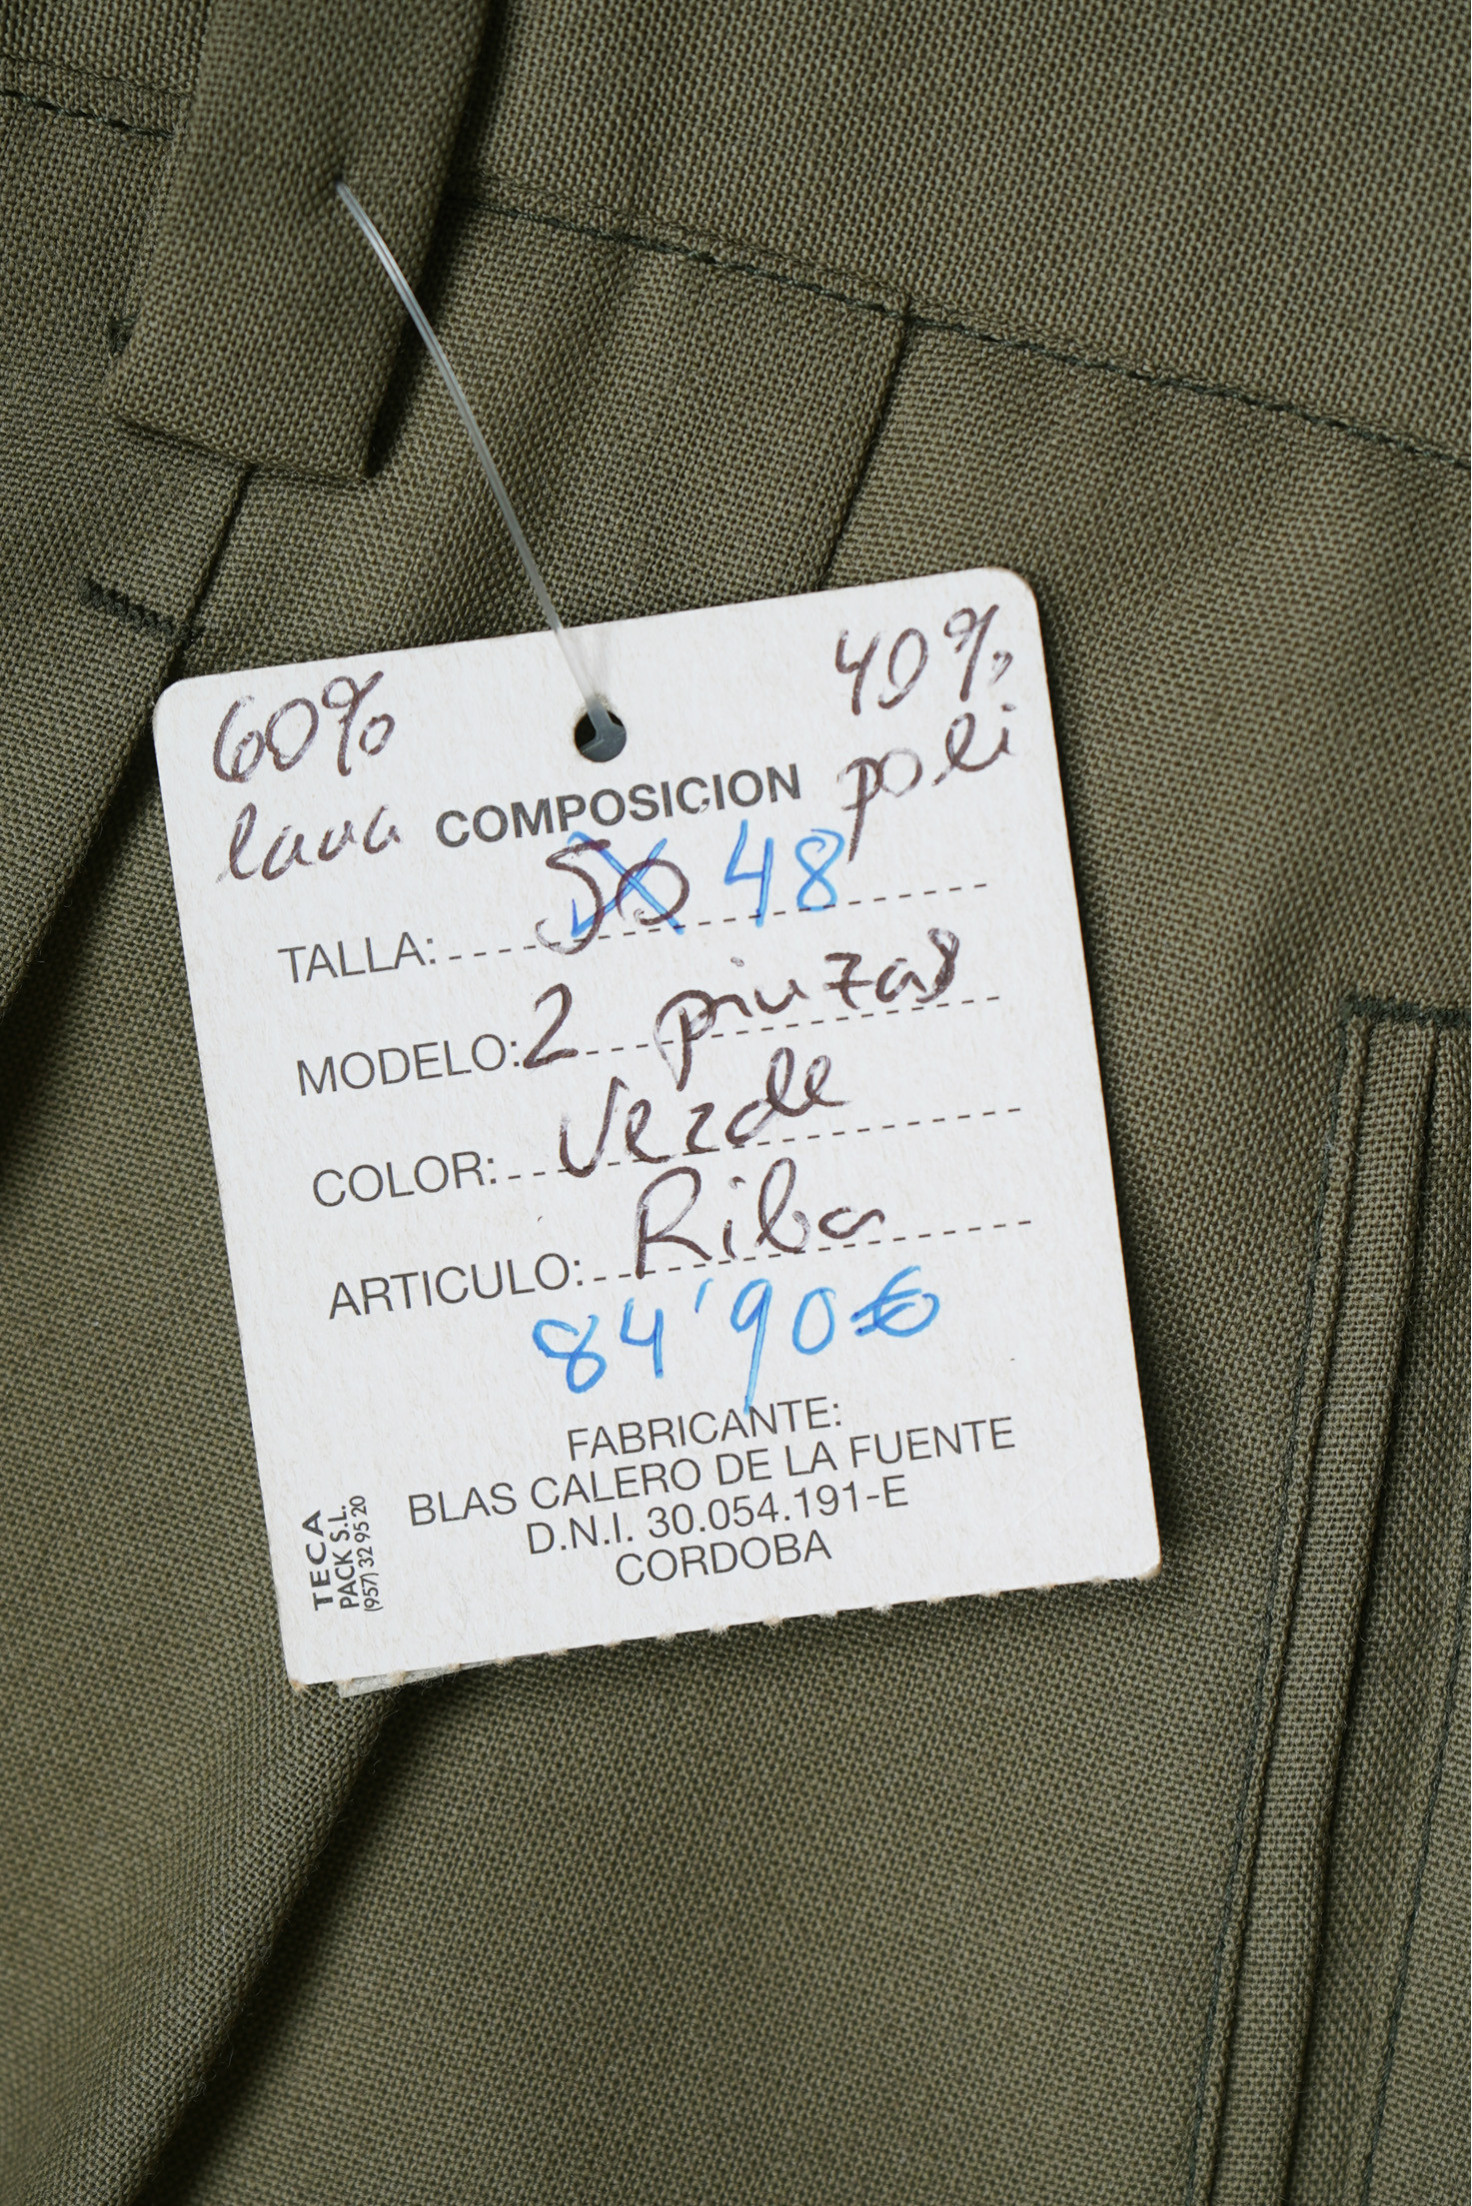 60% 40%
lana COMPOSICION poli
TALLA: 50 48
MODELO: 2 pinzas
COLOR: Verde
ARTICULO: Riba
84'90€
FABRICANTE:
BLAS CALERO DE LA FUENTE
D.N.I. 30.054.191-E
CORDOBA
TECA
PACK S.L.
(957) 32 95 20